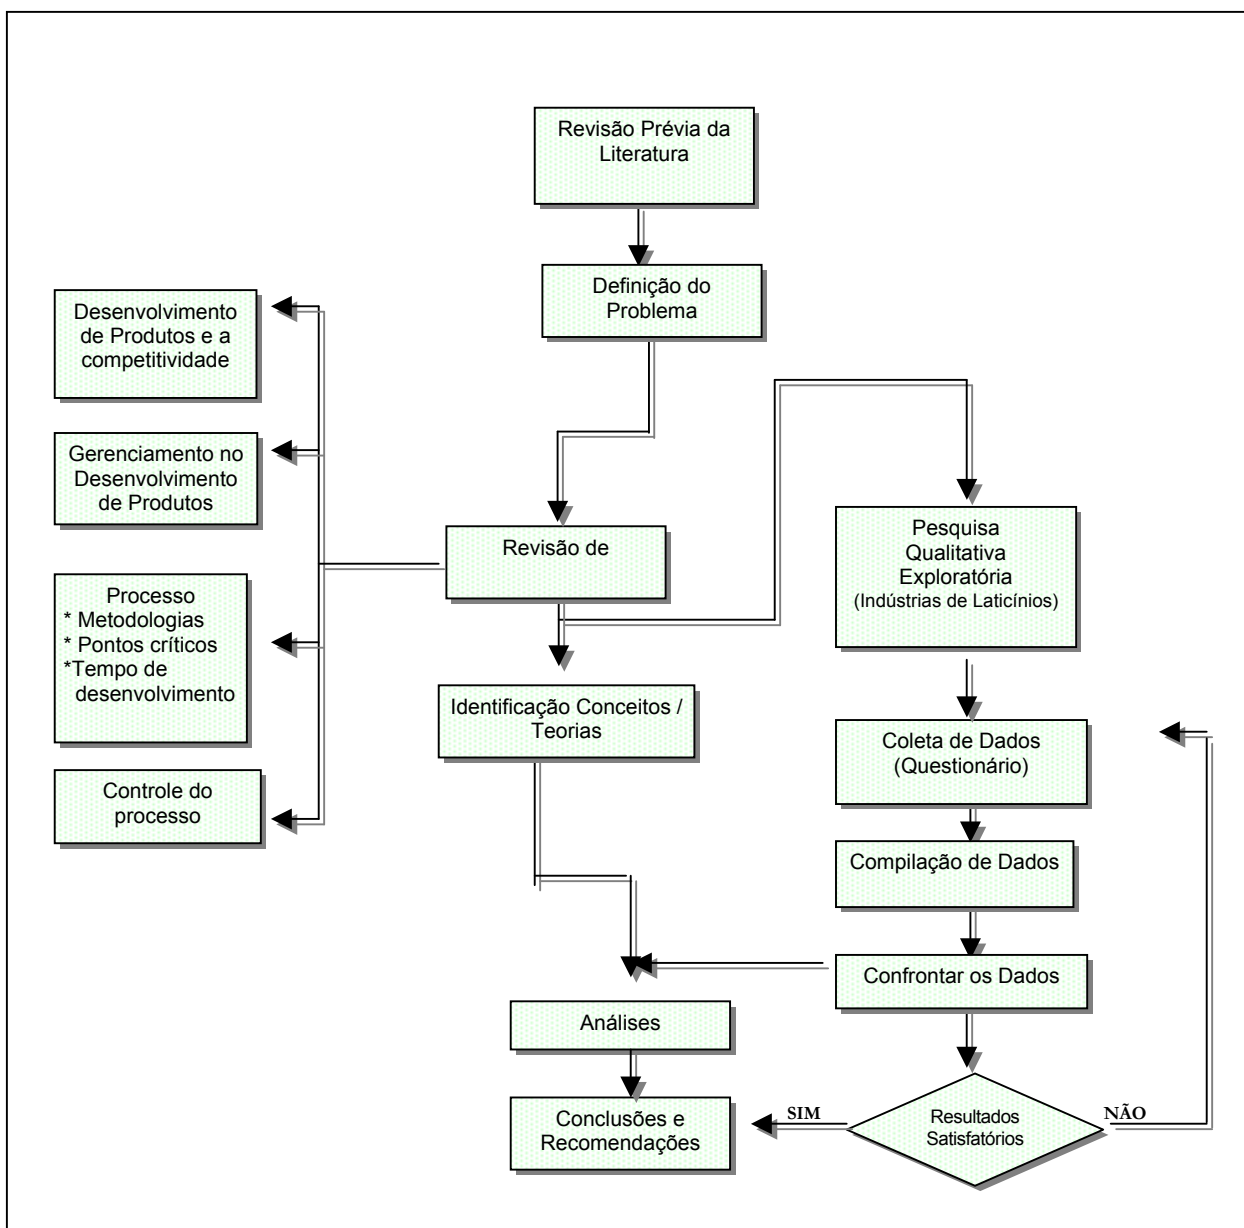 Revisão Prévia da
Literatura
Definição do
Problema
Desenvolvimento
de Produtos e a
competitividade
Gerenciamento no
Desenvolvimento
de Produtos
Processo
* Metodologias
* Pontos críticos
*Tempo de
desenvolvimento
Controle do
processo
Revisão de
Identificação Conceitos /
Teorias
Pesquisa
Qualitativa
Exploratória
(Indústrias de Laticínios)
Coleta de Dados
(Questionário)
Compilação de Dados
Confrontar os Dados
Análises
Conclusões e
Recomendações
SIM
Resultados
Satisfatórios
NÃO